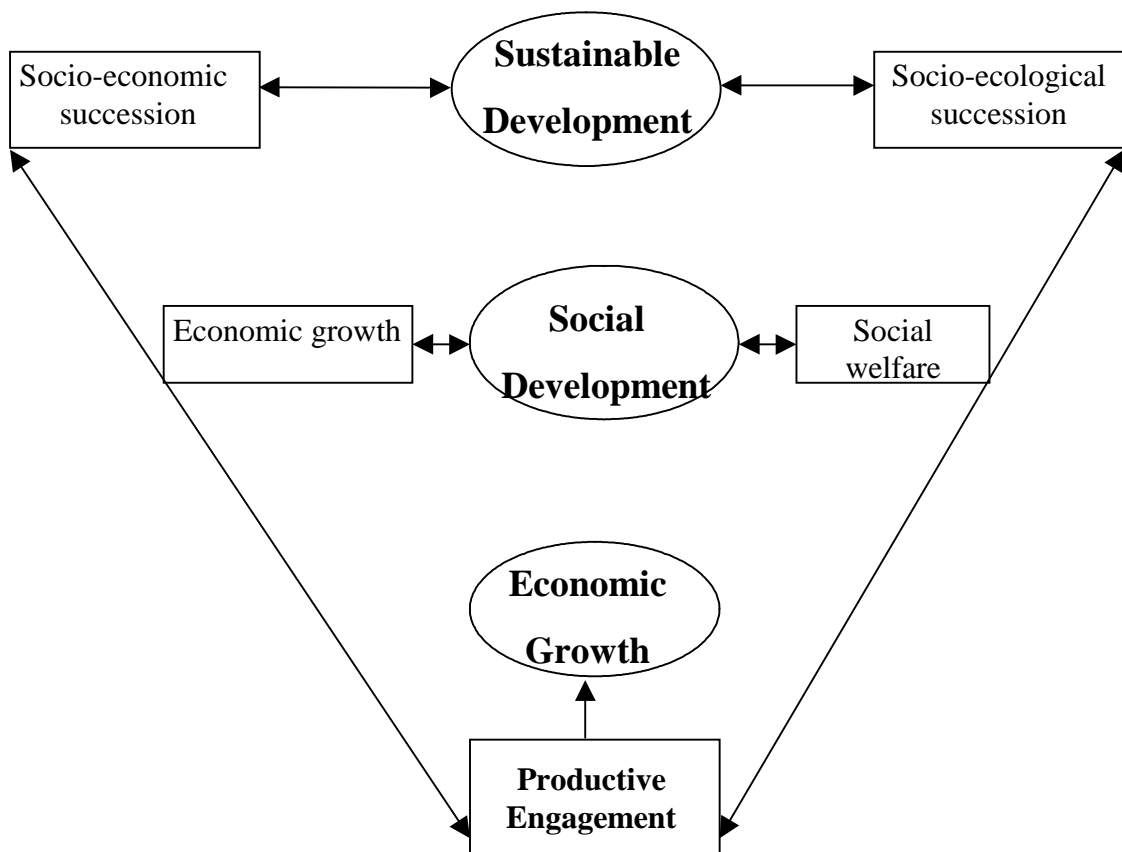 Socio-economic
succession
Sustainable
Development
Socio-ecological
succession
Economic growth
Social
Development
Social
welfare
Economic
Growth
Productive
Engagement